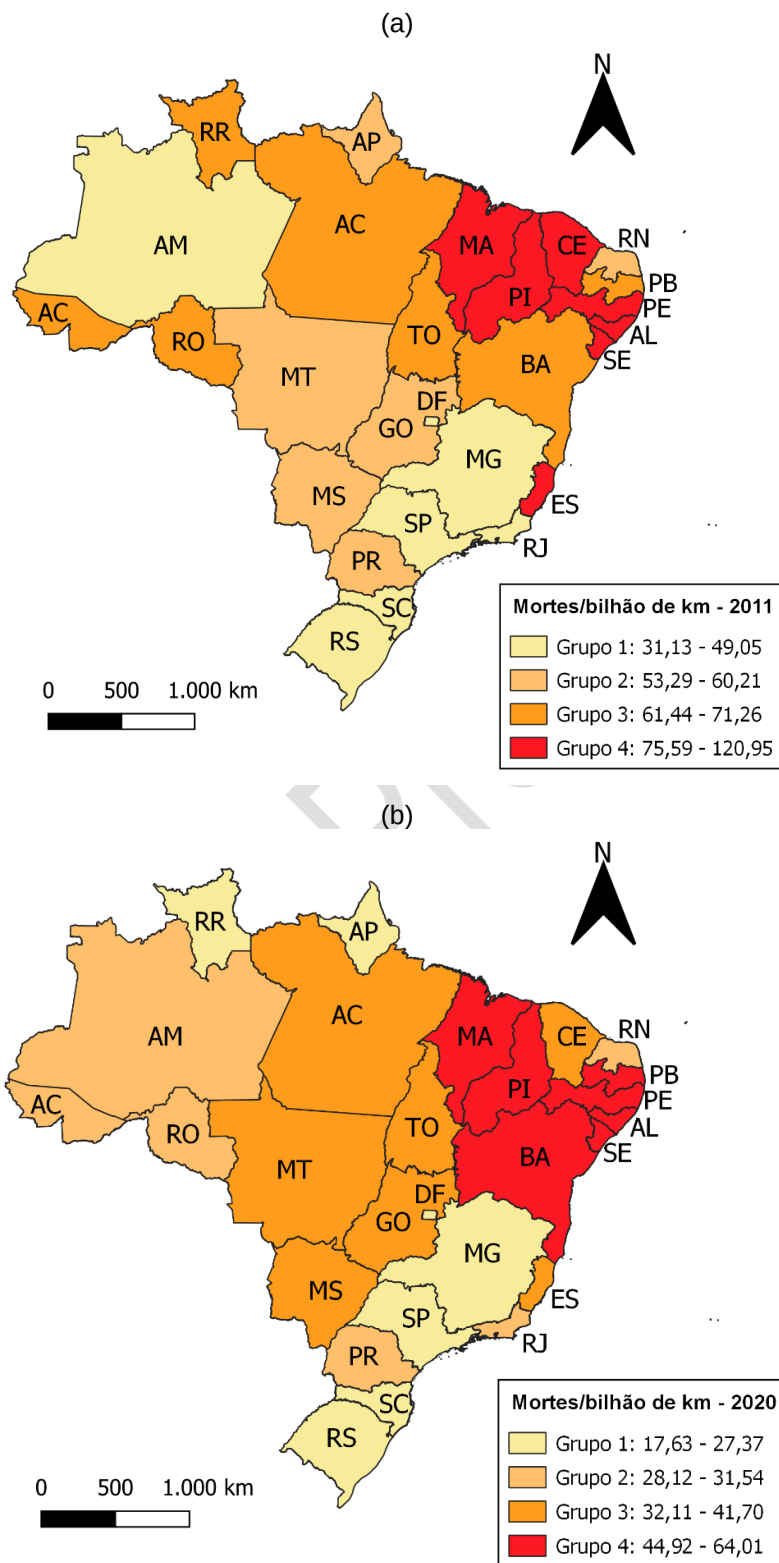 (a)
N
RR
AP
AC
AM
MA
CE
RN
PB
PI
PE
AC
AL
RO
TO
SE
BA
MT
DF
GO
MG
MS
ES
SP
RJ
PR
SC
RS
Mortes/bilhão de km - 2011
Grupo 1: 31,13 - 49,05
Grupo 2: 53,29 - 60,21
Grupo 3: 61,44 - 71,26
Grupo 4: 75,59 - 120,95
0 500 1.000 km
(b)
N
RR
AP
AC
AM
MA
CE
RN
PB
PI
PE
AC
AL
RO
TO
SE
BA
MT
DF
GO
MG
MS
ES
SP
RJ
PR
SC
RS
Mortes/bilhão de km - 2020
Grupo 1: 17,63 - 27,37
Grupo 2: 28,12 - 31,54
Grupo 3: 32,11 - 41,70
Grupo 4: 44,92 - 64,01
0 500 1.000 km